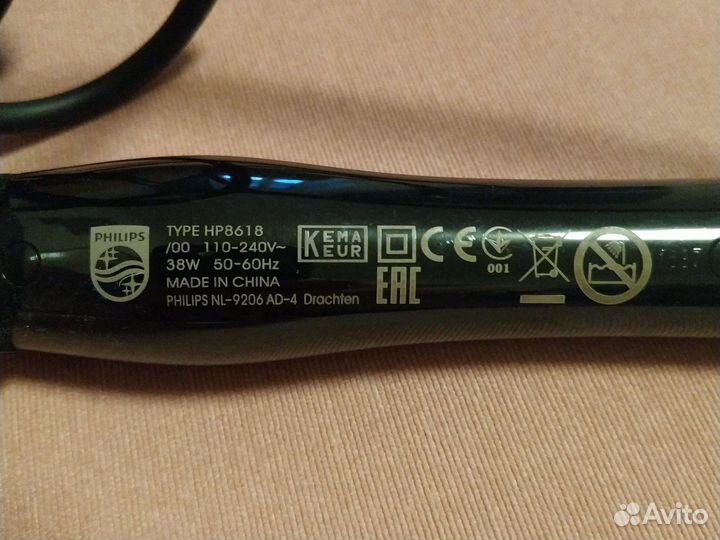 PHILIPS
TYPE HP8618
/00 110-240V~
38W 50-60Hz
MADE IN CHINA
PHILIPS NL-9206 AD-4 Drachten
KEMA
KEUR
CE
001
EAC
Avito